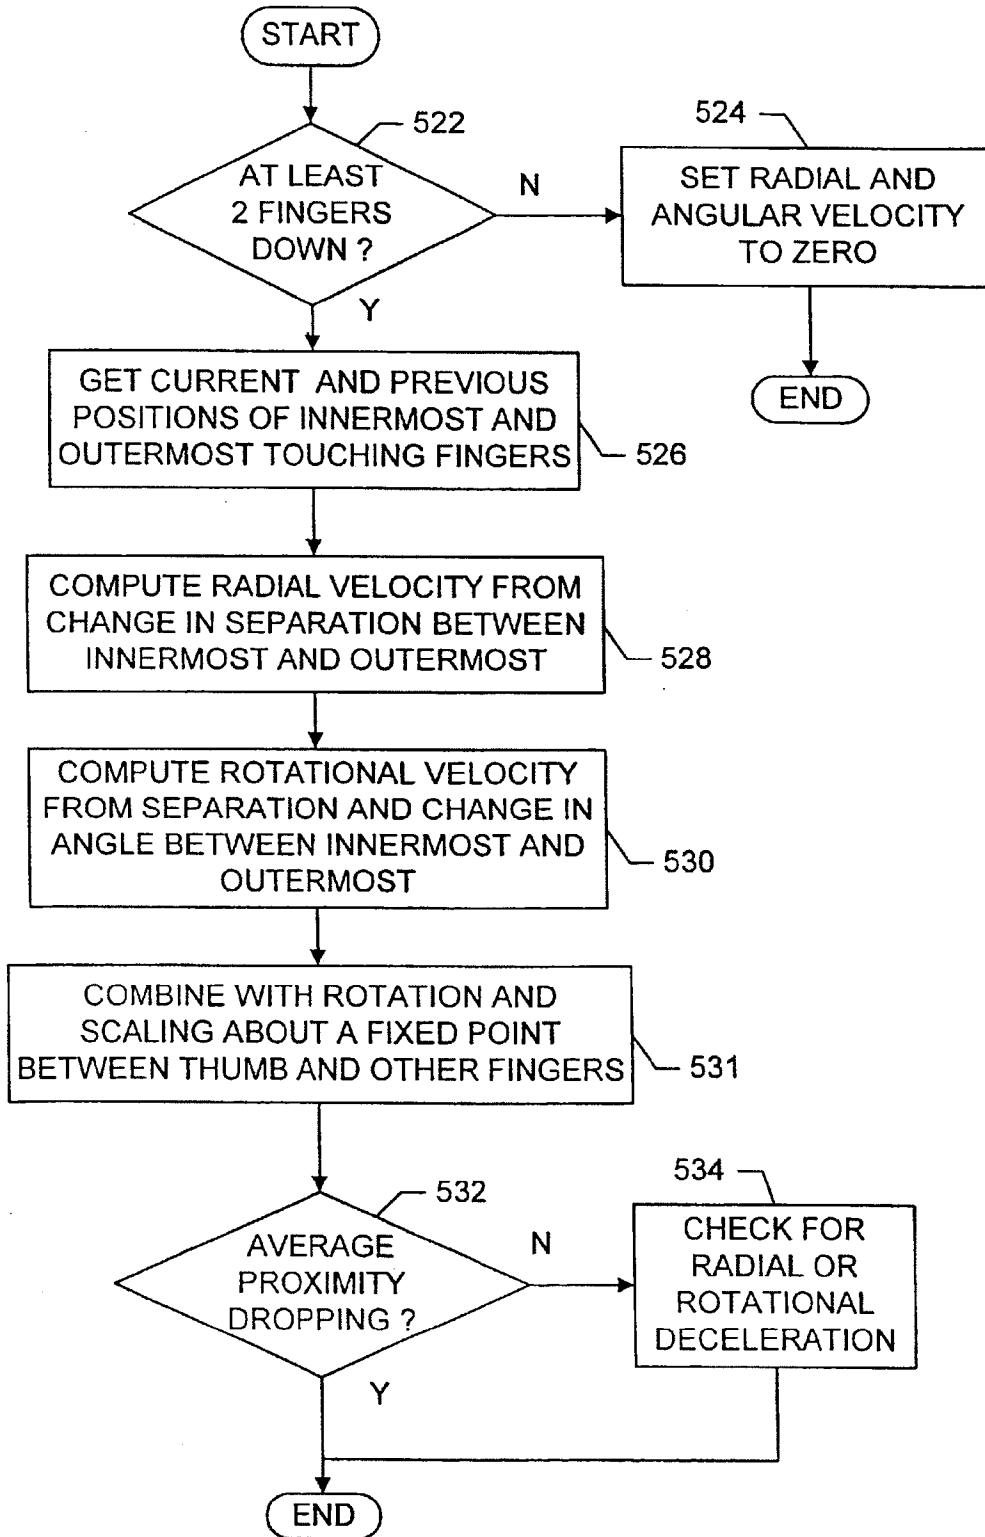 START
522
AT LEAST
2 FINGERS
DOWN ?
N
Y
524
SET RADIAL AND
ANGULAR VELOCITY
TO ZERO
END
GET CURRENT AND PREVIOUS
POSITIONS OF INNERMOST AND
OUTERMOST TOUCHING FINGERS
526
COMPUTE RADIAL VELOCITY FROM
CHANGE IN SEPARATION BETWEEN
INNERMOST AND OUTERMOST
528
COMPUTE ROTATIONAL VELOCITY
FROM SEPARATION AND CHANGE IN
ANGLE BETWEEN INNERMOST AND
OUTERMOST
530
COMBINE WITH ROTATION AND
SCALING ABOUT A FIXED POINT
BETWEEN THUMB AND OTHER FINGERS
531
532
AVERAGE
PROXIMITY
DROPPING ?
N
Y
534
CHECK FOR
RADIAL OR
ROTATIONAL
DECELERATION
END